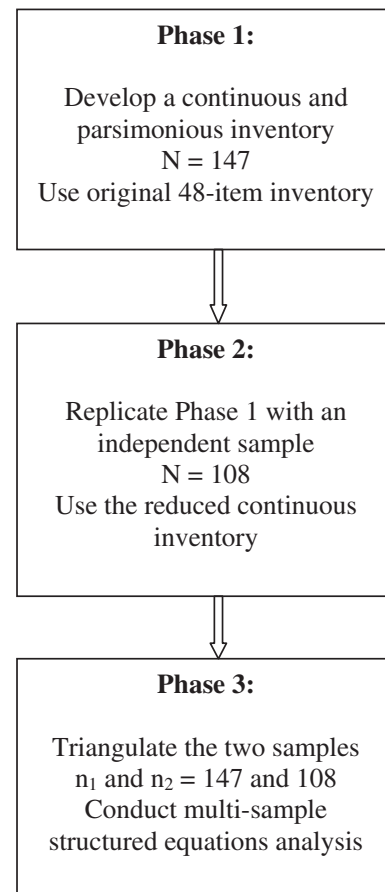 Phase 1:
Develop a continuous and
parsimonious inventory
N = 147
Use original 48-item inventory
Phase 2:
Replicate Phase 1 with an
independent sample
N = 108
Use the reduced continuous
inventory
Phase 3:
Triangulate the two samples
n₁ and n₂ = 147 and 108
Conduct multi-sample
structured equations analysis